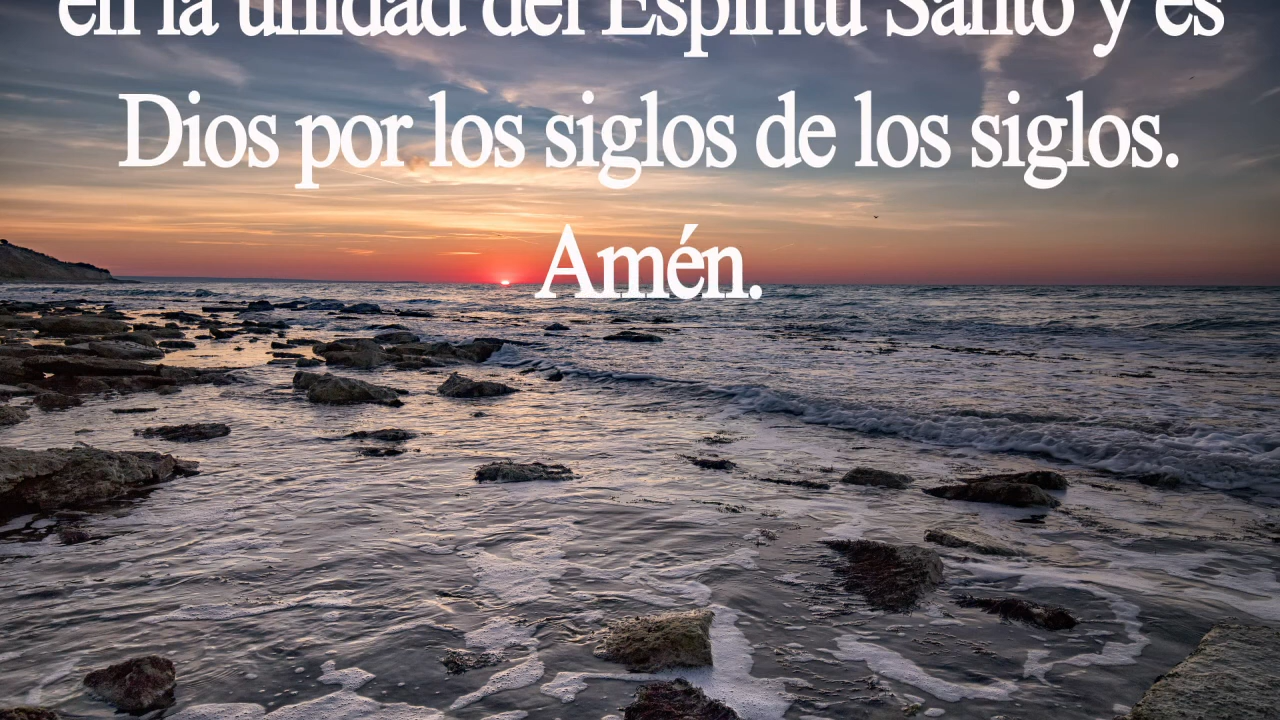 en la unidad del Espíritu Santo y es
Dios por los siglos de los siglos.
Amén.